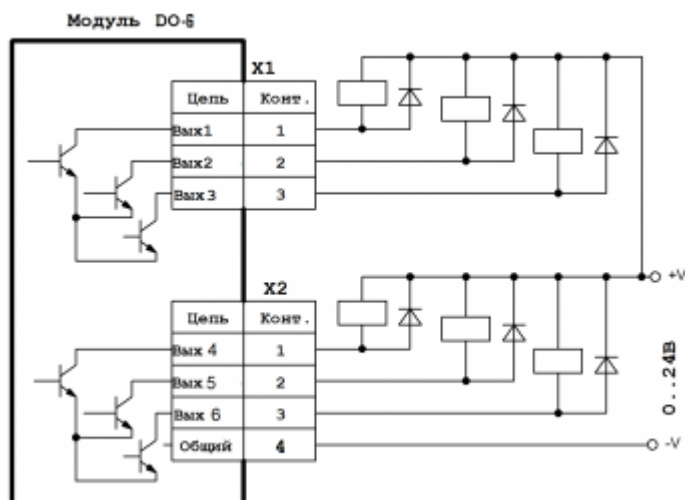 Модуль DO-6
X1
Цепь Конт.
Вых1 1
Вых2 2
Вых3 3
+V
X2
Цепь Конт.
Вых 4 1
Вых 5 2
Вых 6 3
Общий 4
0..24В
-V